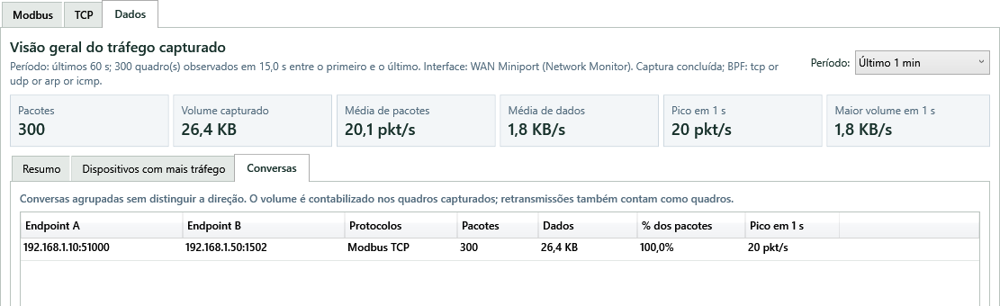 Modbus TCP Dados
Visão geral do tráfego capturado
Período: últimos 60 s; 300 quadro(s) observados em 15,0 s entre o primeiro e o último. Interface: WAN Miniport (Network Monitor). Captura concluída; BPF: tcp or
udp or arp or icmp.
Período: Último 1 min
Pacotes Volume capturado Média de pacotes Média de dados Pico em 1 s Maior volume em 1 s
300 26,4 KB 20,1 pkt/s 1,8 KB/s 20 pkt/s 1,8 KB/s
Resumo Dispositivos com mais tráfego Conversas
Conversas agrupadas sem distinguir a direção. O volume é contabilizado nos quadros capturados; retransmissões também contam como quadros.
Endpoint A Endpoint B Protocolos Pacotes Dados % dos pacotes Pico em 1 s
192.168.1.10:51000 192.168.1.50:1502 Modbus TCP 300 26,4 KB 100,0% 20 pkt/s